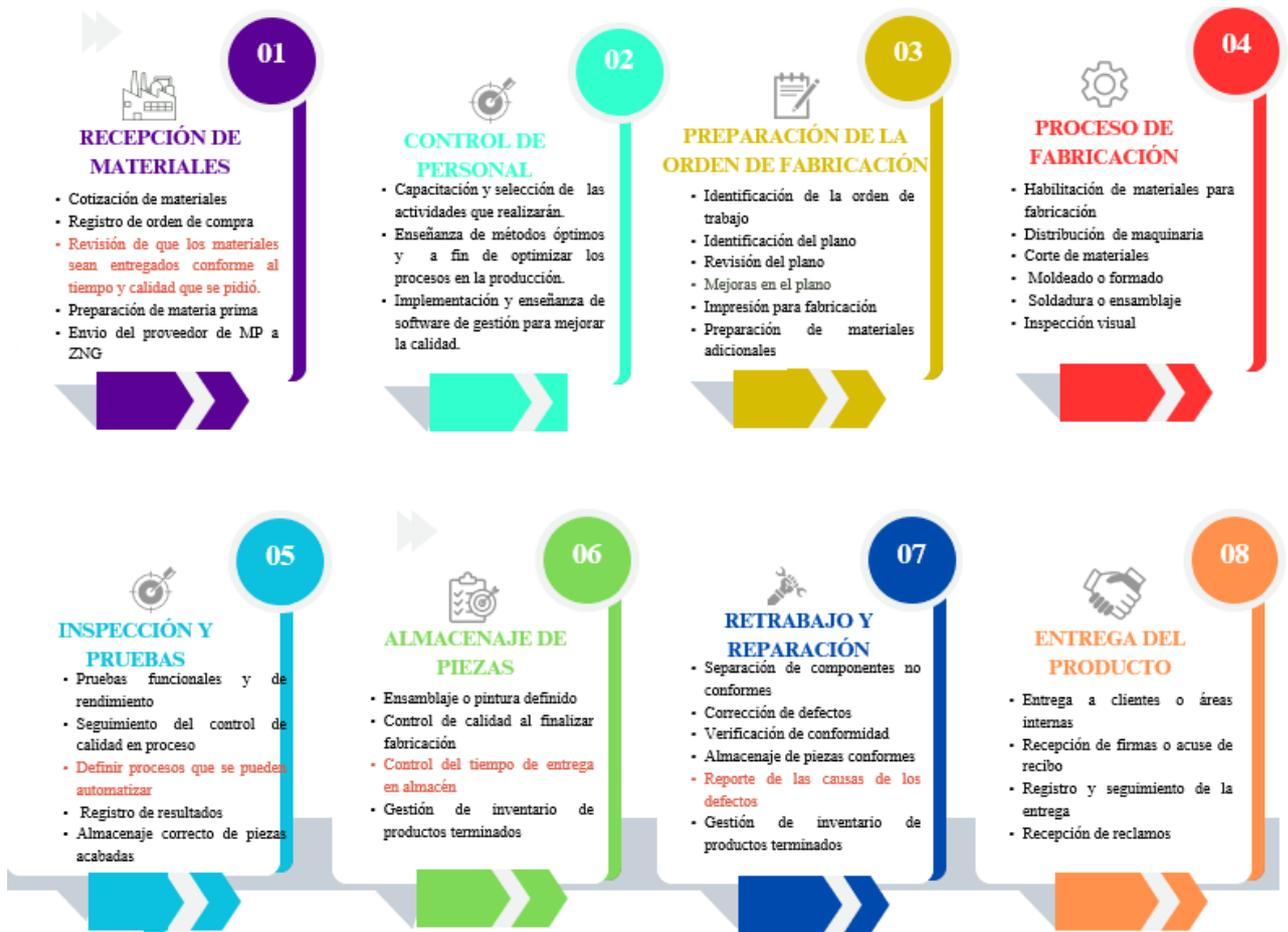 01
RECEPCIÓN DE
MATERIALES
▪ Cotización de materiales
▪ Registro de orden de compra
▪ Revisión de que los materiales
sean entregados conforme al
tiempo y calidad que se pidió.
▪ Preparación de materia prima
▪ Envio del proveedor de MP a
ZNG
02
CONTROL DE
PERSONAL
▪ Capacitación y selección de las
actividades que realizarán.
▪ Enseñanza de métodos óptimos
y a fin de optimizar los
procesos en la producción.
▪ Implementación y enseñanza de
software de gestión para mejorar
la calidad.
03
PREPARACIÓN DE LA
ORDEN DE FABRICACIÓN
▪ Identificación de la orden de
trabajo
▪ Identificación del plano
▪ Revisión del plano
▪ Mejoras en el plano
▪ Impresión para fabricación
▪ Preparación de materiales
adicionales
04
PROCESO DE
FABRICACIÓN
▪ Habilitación de materiales para
fabricación
▪ Distribución de maquinaria
▪ Corte de materiales
▪ Moldeado o formado
▪ Soldadura o ensamblaje
▪ Inspección visual
05
INSPECCIÓN Y
PRUEBAS
▪ Pruebas funcionales y de
rendimiento
▪ Seguimiento del control de
calidad en proceso
▪ Definir procesos que se pueden
automatizar
▪ Registro de resultados
▪ Almacenaje correcto de piezas
acabadas
06
ALMACENAJE DE
PIEZAS
▪ Ensamblaje o pintura definido
▪ Control de calidad al finalizar
fabricación
▪ Control del tiempo de entrega
en almacén
▪ Gestión de inventario de
productos terminados
07
RETRABAJO Y
REPARACIÓN
▪ Separación de componentes no
conformes
▪ Corrección de defectos
▪ Verificación de conformidad
▪ Almacenaje de piezas conformes
▪ Reporte de las causas de los
defectos
▪ Gestión de inventario de
productos terminados
08
ENTREGA DEL
PRODUCTO
▪ Entrega a clientes o áreas
internas
▪ Recepción de firmas o acuse de
recibo
▪ Registro y seguimiento de la
entrega
▪ Recepción de reclamos